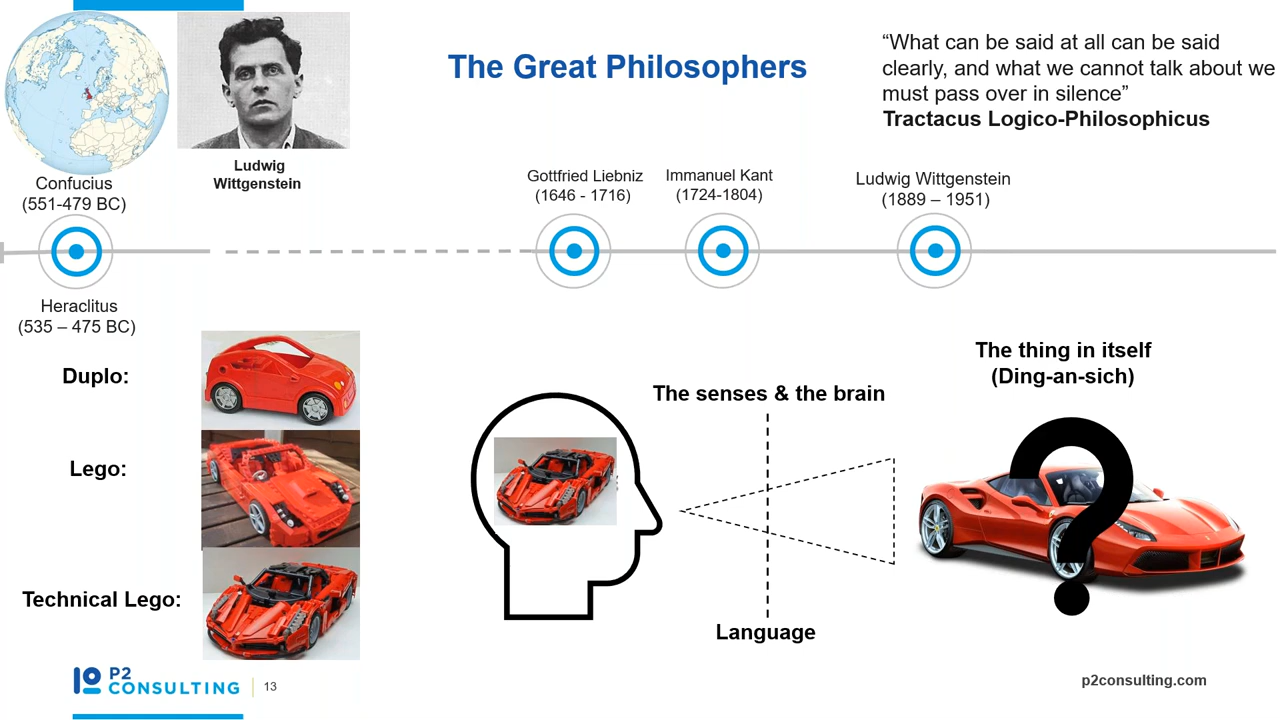 The Great Philosophers
“What can be said at all can be said
clearly, and what we cannot talk about we
must pass over in silence”
Tractacus Logico-Philosophicus
Ludwig
Wittgenstein
Confucius
(551-479 BC)
Gottfried Liebniz
(1646 - 1716)
Immanuel Kant
(1724-1804)
Ludwig Wittgenstein
(1889 – 1951)
Heraclitus
(535 – 475 BC)
Duplo:
Lego:
Technical Lego:
The senses & the brain
Language
The thing in itself
(Ding-an-sich)
?
P2
CONSULTING
13
p2consulting.com